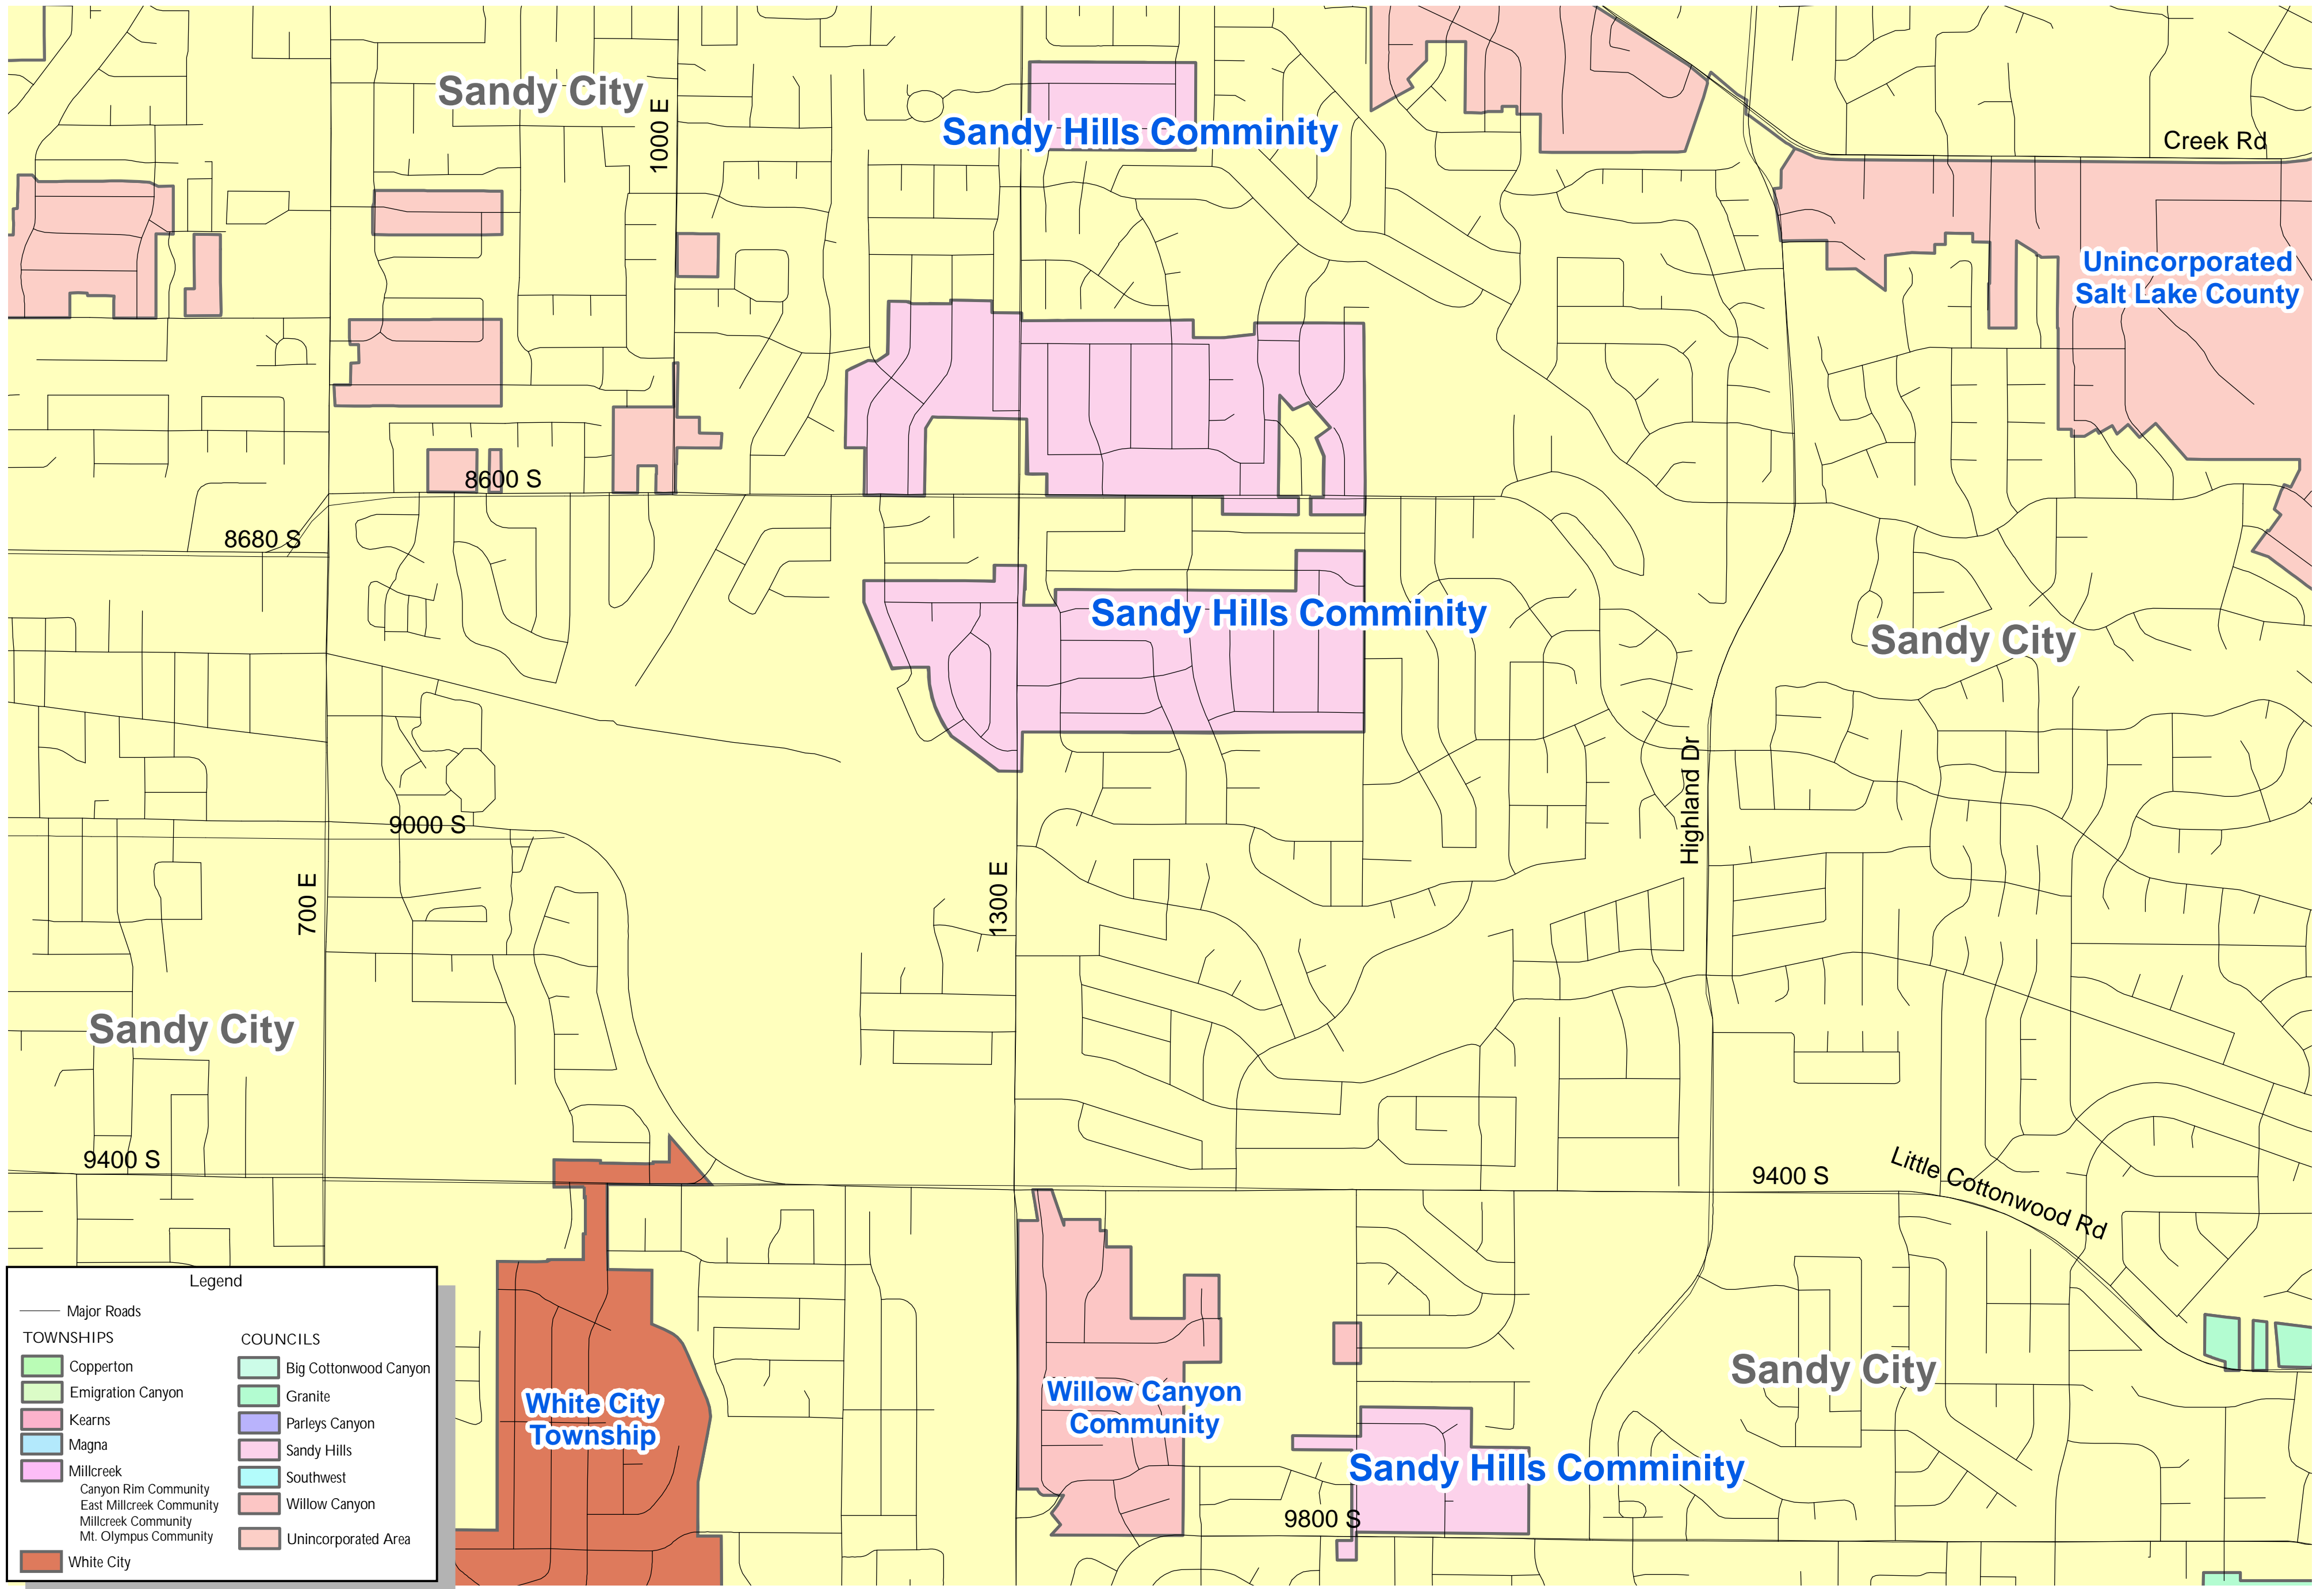 Sandy City
1000 E
Sandy Hills Comminity
Creek Rd
Unincorporated
Salt Lake County
8600 S
8680 S
Sandy Hills Comminity
Sandy City
Highland Dr
9000 S
700 E
1300 E
Sandy City
9400 S
9400 S
Little Cottonwood Rd
White City
Township
Willow Canyon
Community
Sandy City
Sandy Hills Comminity
9800 S
Legend
Major Roads
TOWNSHIPS
Copperton
Emigration Canyon
Kearns
Magna
Millcreek
Canyon Rim Community
East Millcreek Community
Millcreek Community
Mt. Olympus Community
White City
COUNCILS
Big Cottonwood Canyon
Granite
Parleys Canyon
Sandy Hills
Southwest
Willow Canyon
Unincorporated Area